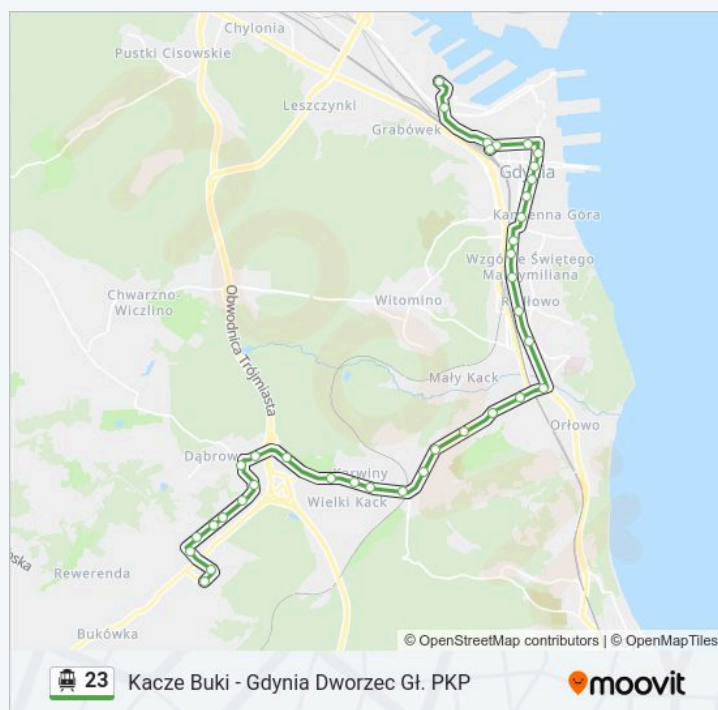 Chylonia
Pustki Cisowskie
Leszczynki
Grabówek
Gdynia
Kamienna Góra
Wzgórze Świętego
Maksymiliana
Chwarzno-
Wiczlino
Witomino
Redłowo
Obwodnica Trójmiasta
Mały Kack
Orłowo
Dąbrowa
Karwiny
Wielki Kack
Rewerenda
Bukówka
© OpenStreetMap contributors | © OpenMapTiles
23 Kacze Buki - Gdynia Dworzec Gł. PKP
moovit